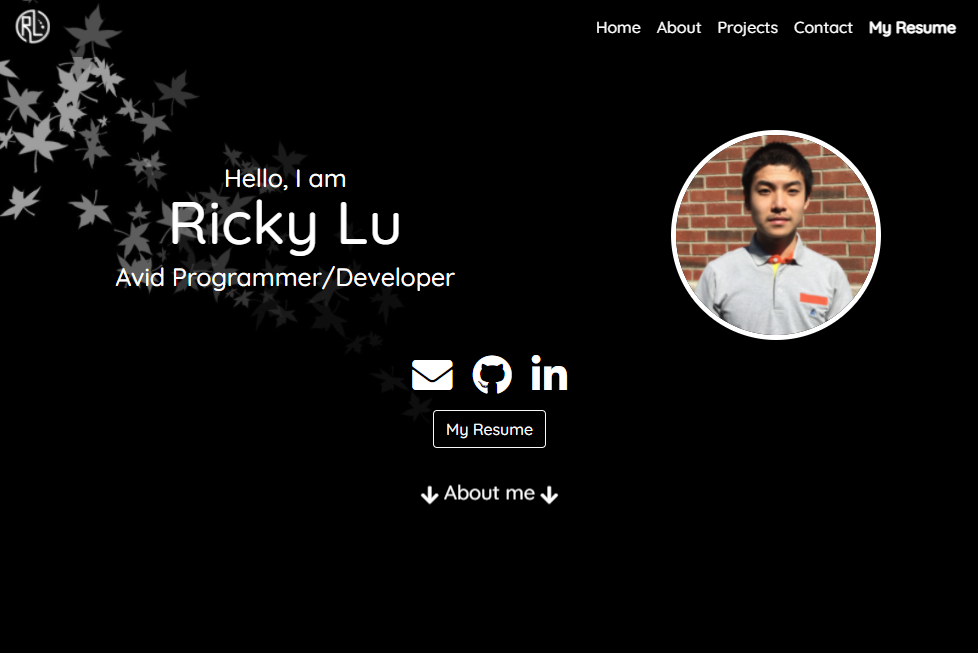 RL
Home About Projects Contact My Resume
Hello, I am
Ricky Lu
Avid Programmer/Developer
in
My Resume
About me